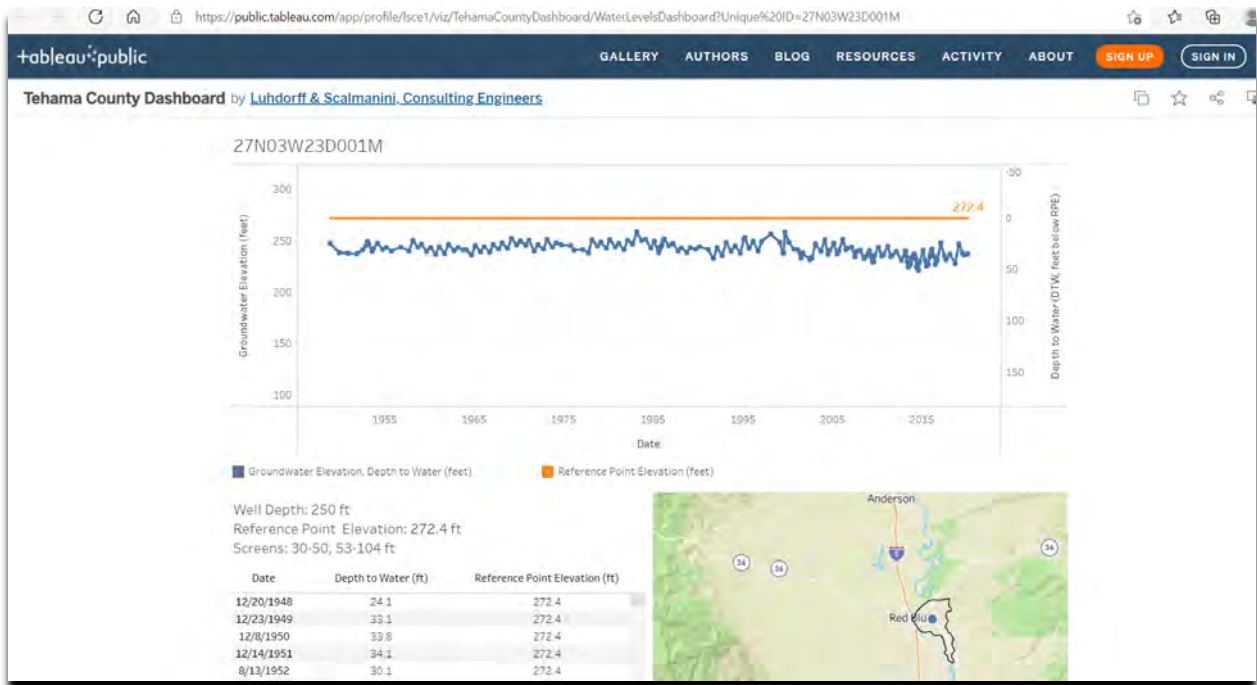 https://public.tableau.com/app/profile/lsce1/viz/TehamaCountyDashboard/WaterLevelsDashboard?Unique%20ID=27N03W23D001M
+ableau public GALLERY AUTHORS BLOG RESOURCES ACTIVITY ABOUT SIGN UP SIGN IN
Tehama County Dashboard by Luhdorff & Scalmanini, Consulting Engineers
27N03W23D001M
300
250
200
150
100
Groundwater Elevation (feet)
272.4
-50
0
50
100
150
Depth to Water (DTW, feet below RPE)
1955 1965 1975 1985 1995 2005 2015
Date
Groundwater Elevation, Depth to Water (feet) Reference Point Elevation (feet)
Well Depth: 250 ft
Reference Point Elevation: 272.4 ft
Screens: 30-50, 53-104 ft
Date Depth to Water (ft) Reference Point Elevation (ft)
12/20/1948 24.1 272.4
12/23/1949 33.1 272.4
12/8/1950 33.8 272.4
12/14/1951 34.1 272.4
8/13/1952 30.1 272.4
Anderson
36
36
36
Red Blu